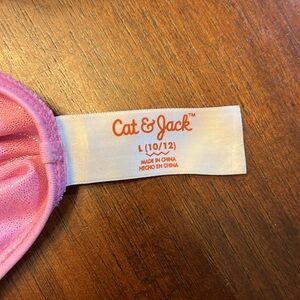 Cat & Jack™
L (10/12)
MADE IN CHINA
HECHO EN CHINA